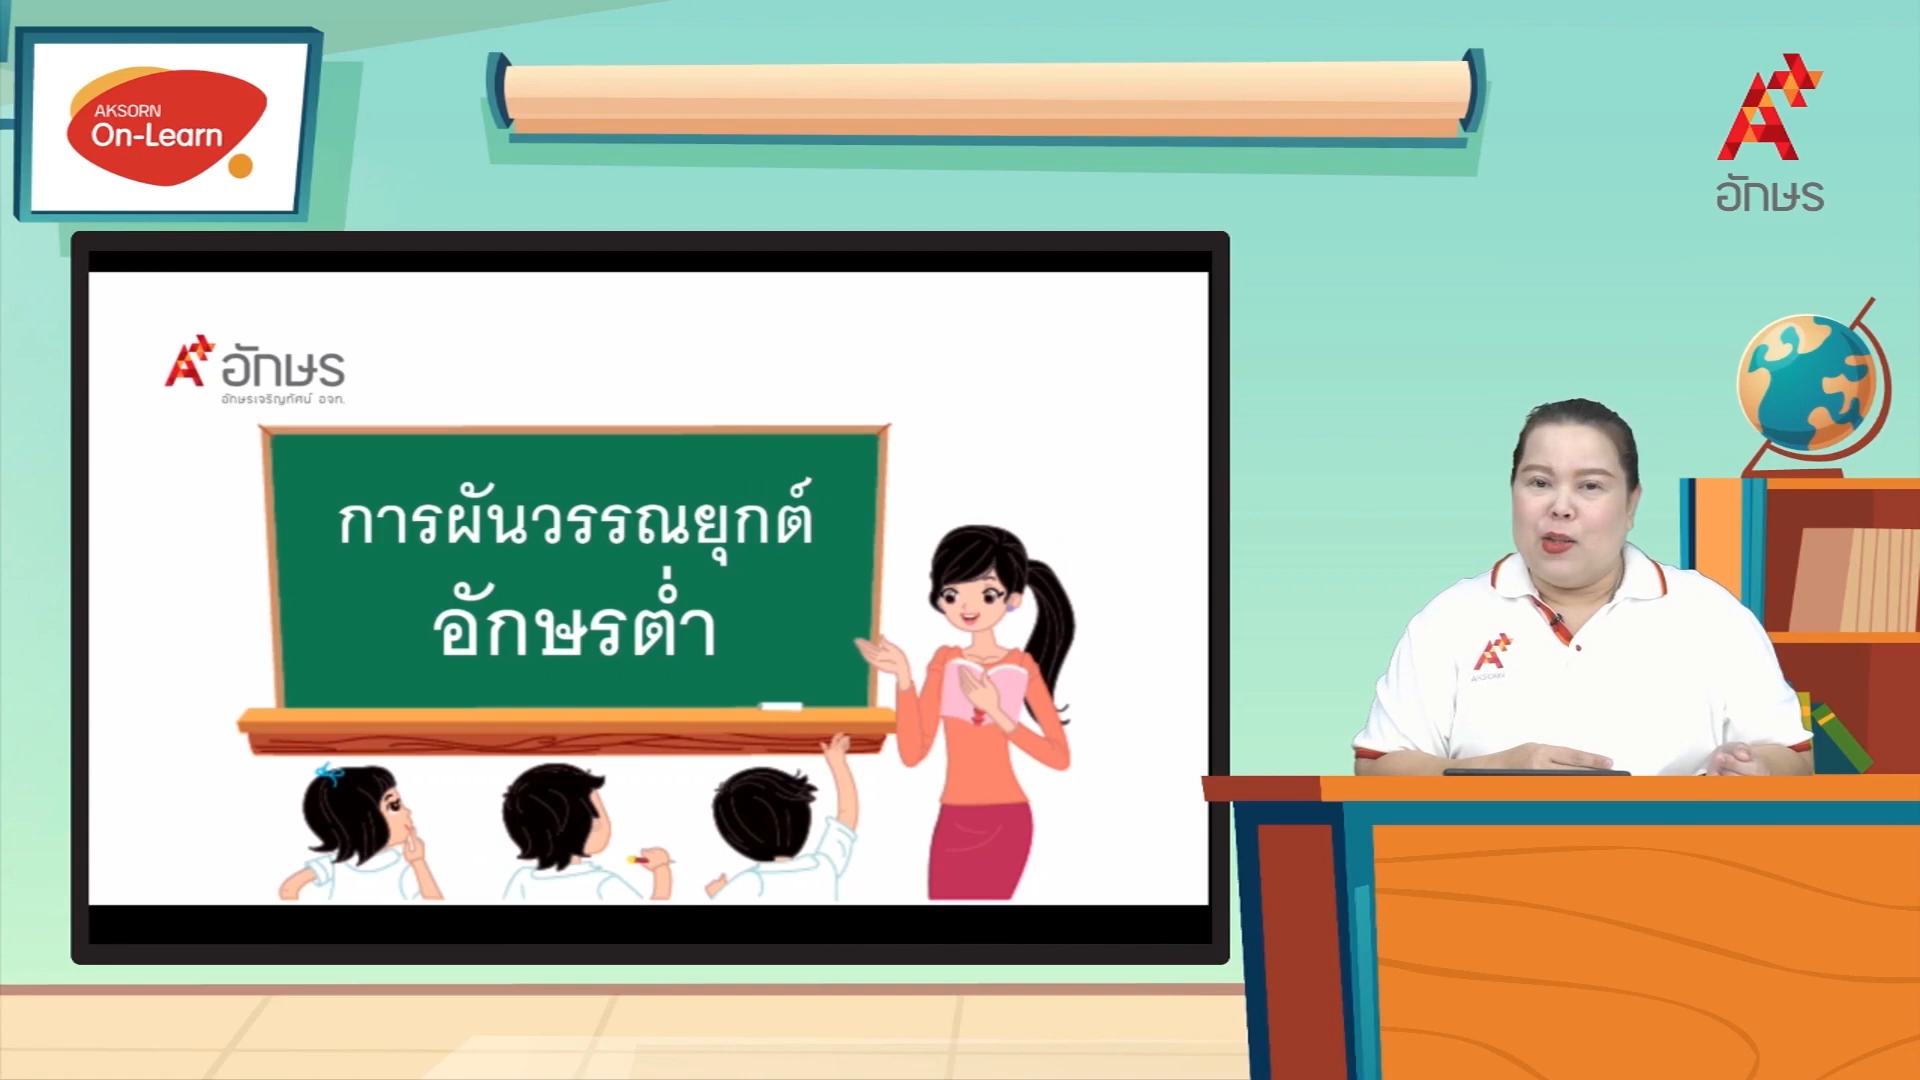 AKSORN
On-Learn
อักษร
อักษร
อักษรเจริญทัศน์ อจท.
การผันวรรณยุกต์
อักษรต่ำ
AKSORN